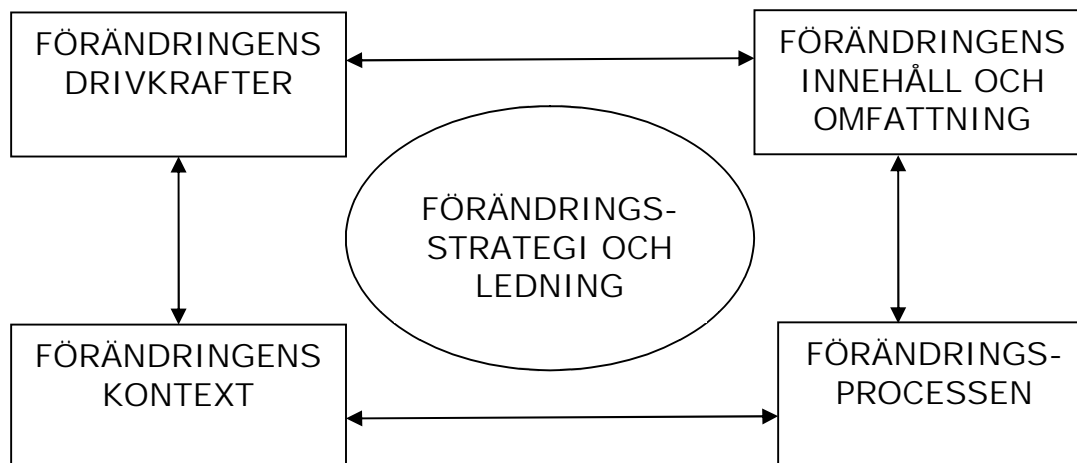 FÖRÄNDRINGENS
DRIVKRAFTER
FÖRÄNDRINGENS
INNEHÅLL OCH
OMFATTNING
FÖRÄNDRINGS-
STRATEGI OCH
LEDNING
FÖRÄNDRINGENS
KONTEXT
FÖRÄNDRINGS-
PROCESSEN